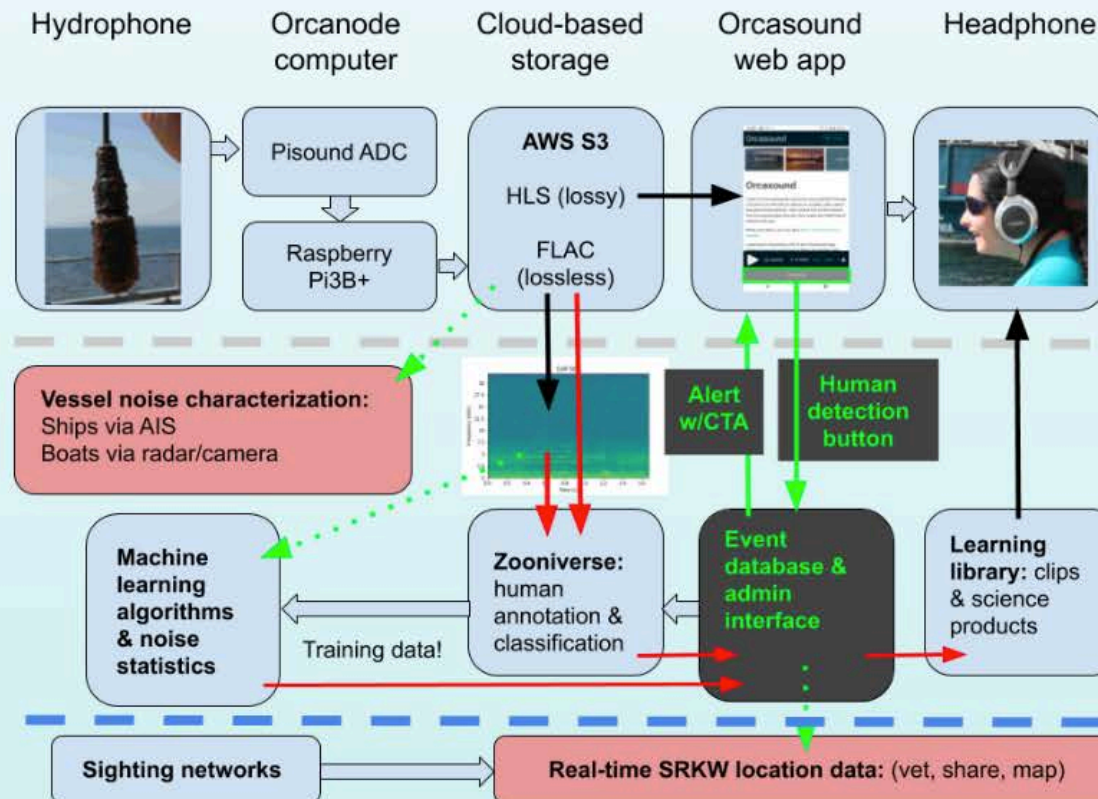 Hydrophone
Orcanode
computer
Cloud-based
storage
Orcasound
web app
Headphone
Pisound ADC
Raspberry
Pi3B+
AWS S3
HLS (lossy)
FLAC
(lossless)
Orcasound
Orcasound
Vessel noise characterization:
Ships via AIS
Boats via radar/camera
Alert
w/CTA
Human
detection
button
Machine
learning
algorithms
& noise
statistics
Training data!
Zooniverse:
human
annotation &
classification
Event
database &
admin
interface
Learning
library: clips
& science
products
Sighting networks
Real-time SRKW location data: (vet, share, map)